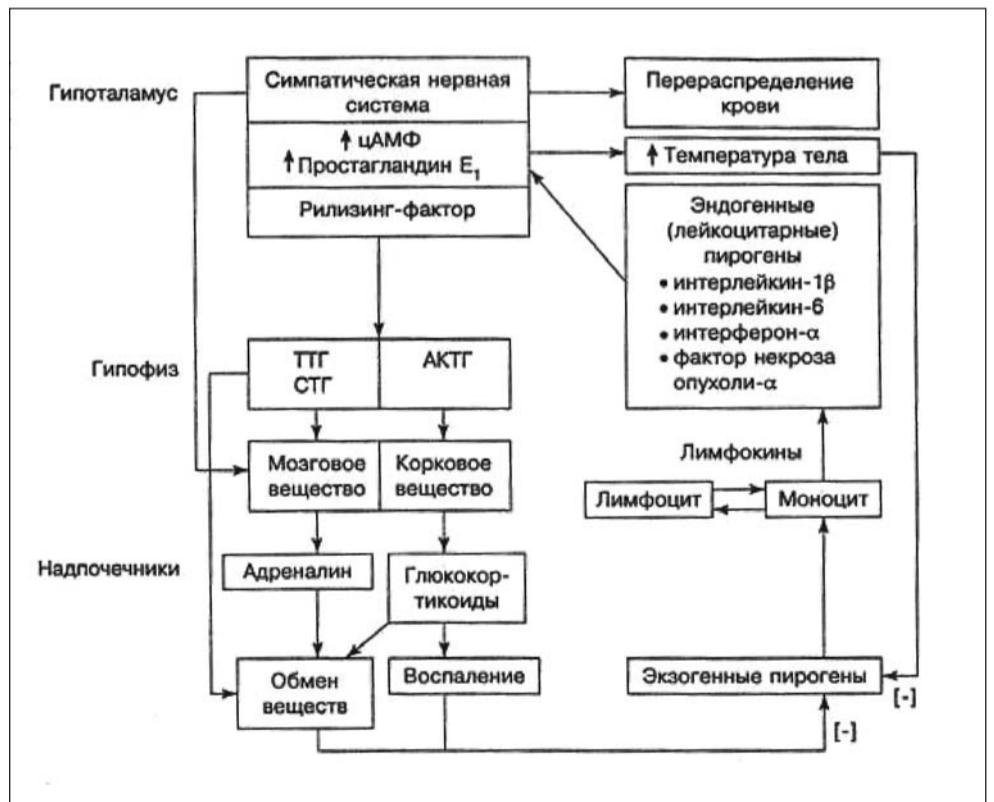 Гипоталамус
Симпатическая нервная
система
↑ цАМФ
↑ Простагландин Е₁
Рилизинг-фактор
Перераспределение
крови
↑ Температура тела
Эндогенные
(лейкоцитарные)
пирогены
• интерлейкин-1β
• интерлейкин-6
• интерферон-α
• фактор некроза
опухоли-α
Гипофиз
ТТГ
СТГ
АКТГ
Мозговое
вещество
Корковое
вещество
Лимфокины
Лимфоцит
Моноцит
Надпочечники
Адреналин
Глюкокор-
тикоиды
Обмен
веществ
Воспаление
Экзогенные пирогены
[-]
[-]